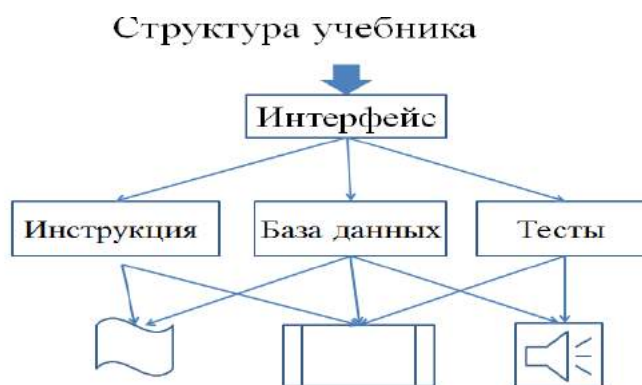 Структура учебника
Интерфейс
Инструкция
База данных
Тесты